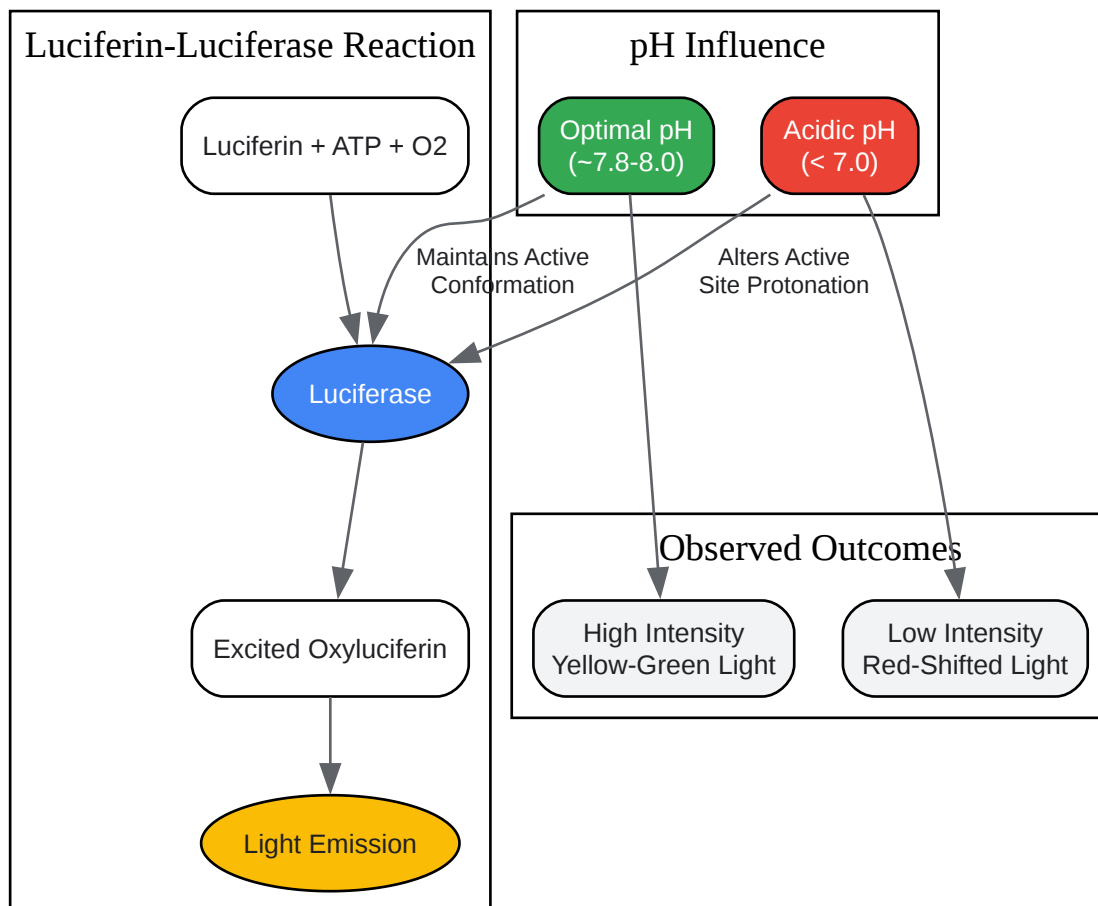 Luciferin-Luciferase Reaction
Luciferin + ATP + O2
Luciferase
Excited Oxyluciferin
Light Emission
pH Influence
Optimal pH
(~7.8-8.0)
Acidic pH
(< 7.0)
Maintains Active
Conformation
Alters Active
Site Protonation
Observed Outcomes
High Intensity
Yellow-Green Light
Low Intensity
Red-Shifted Light